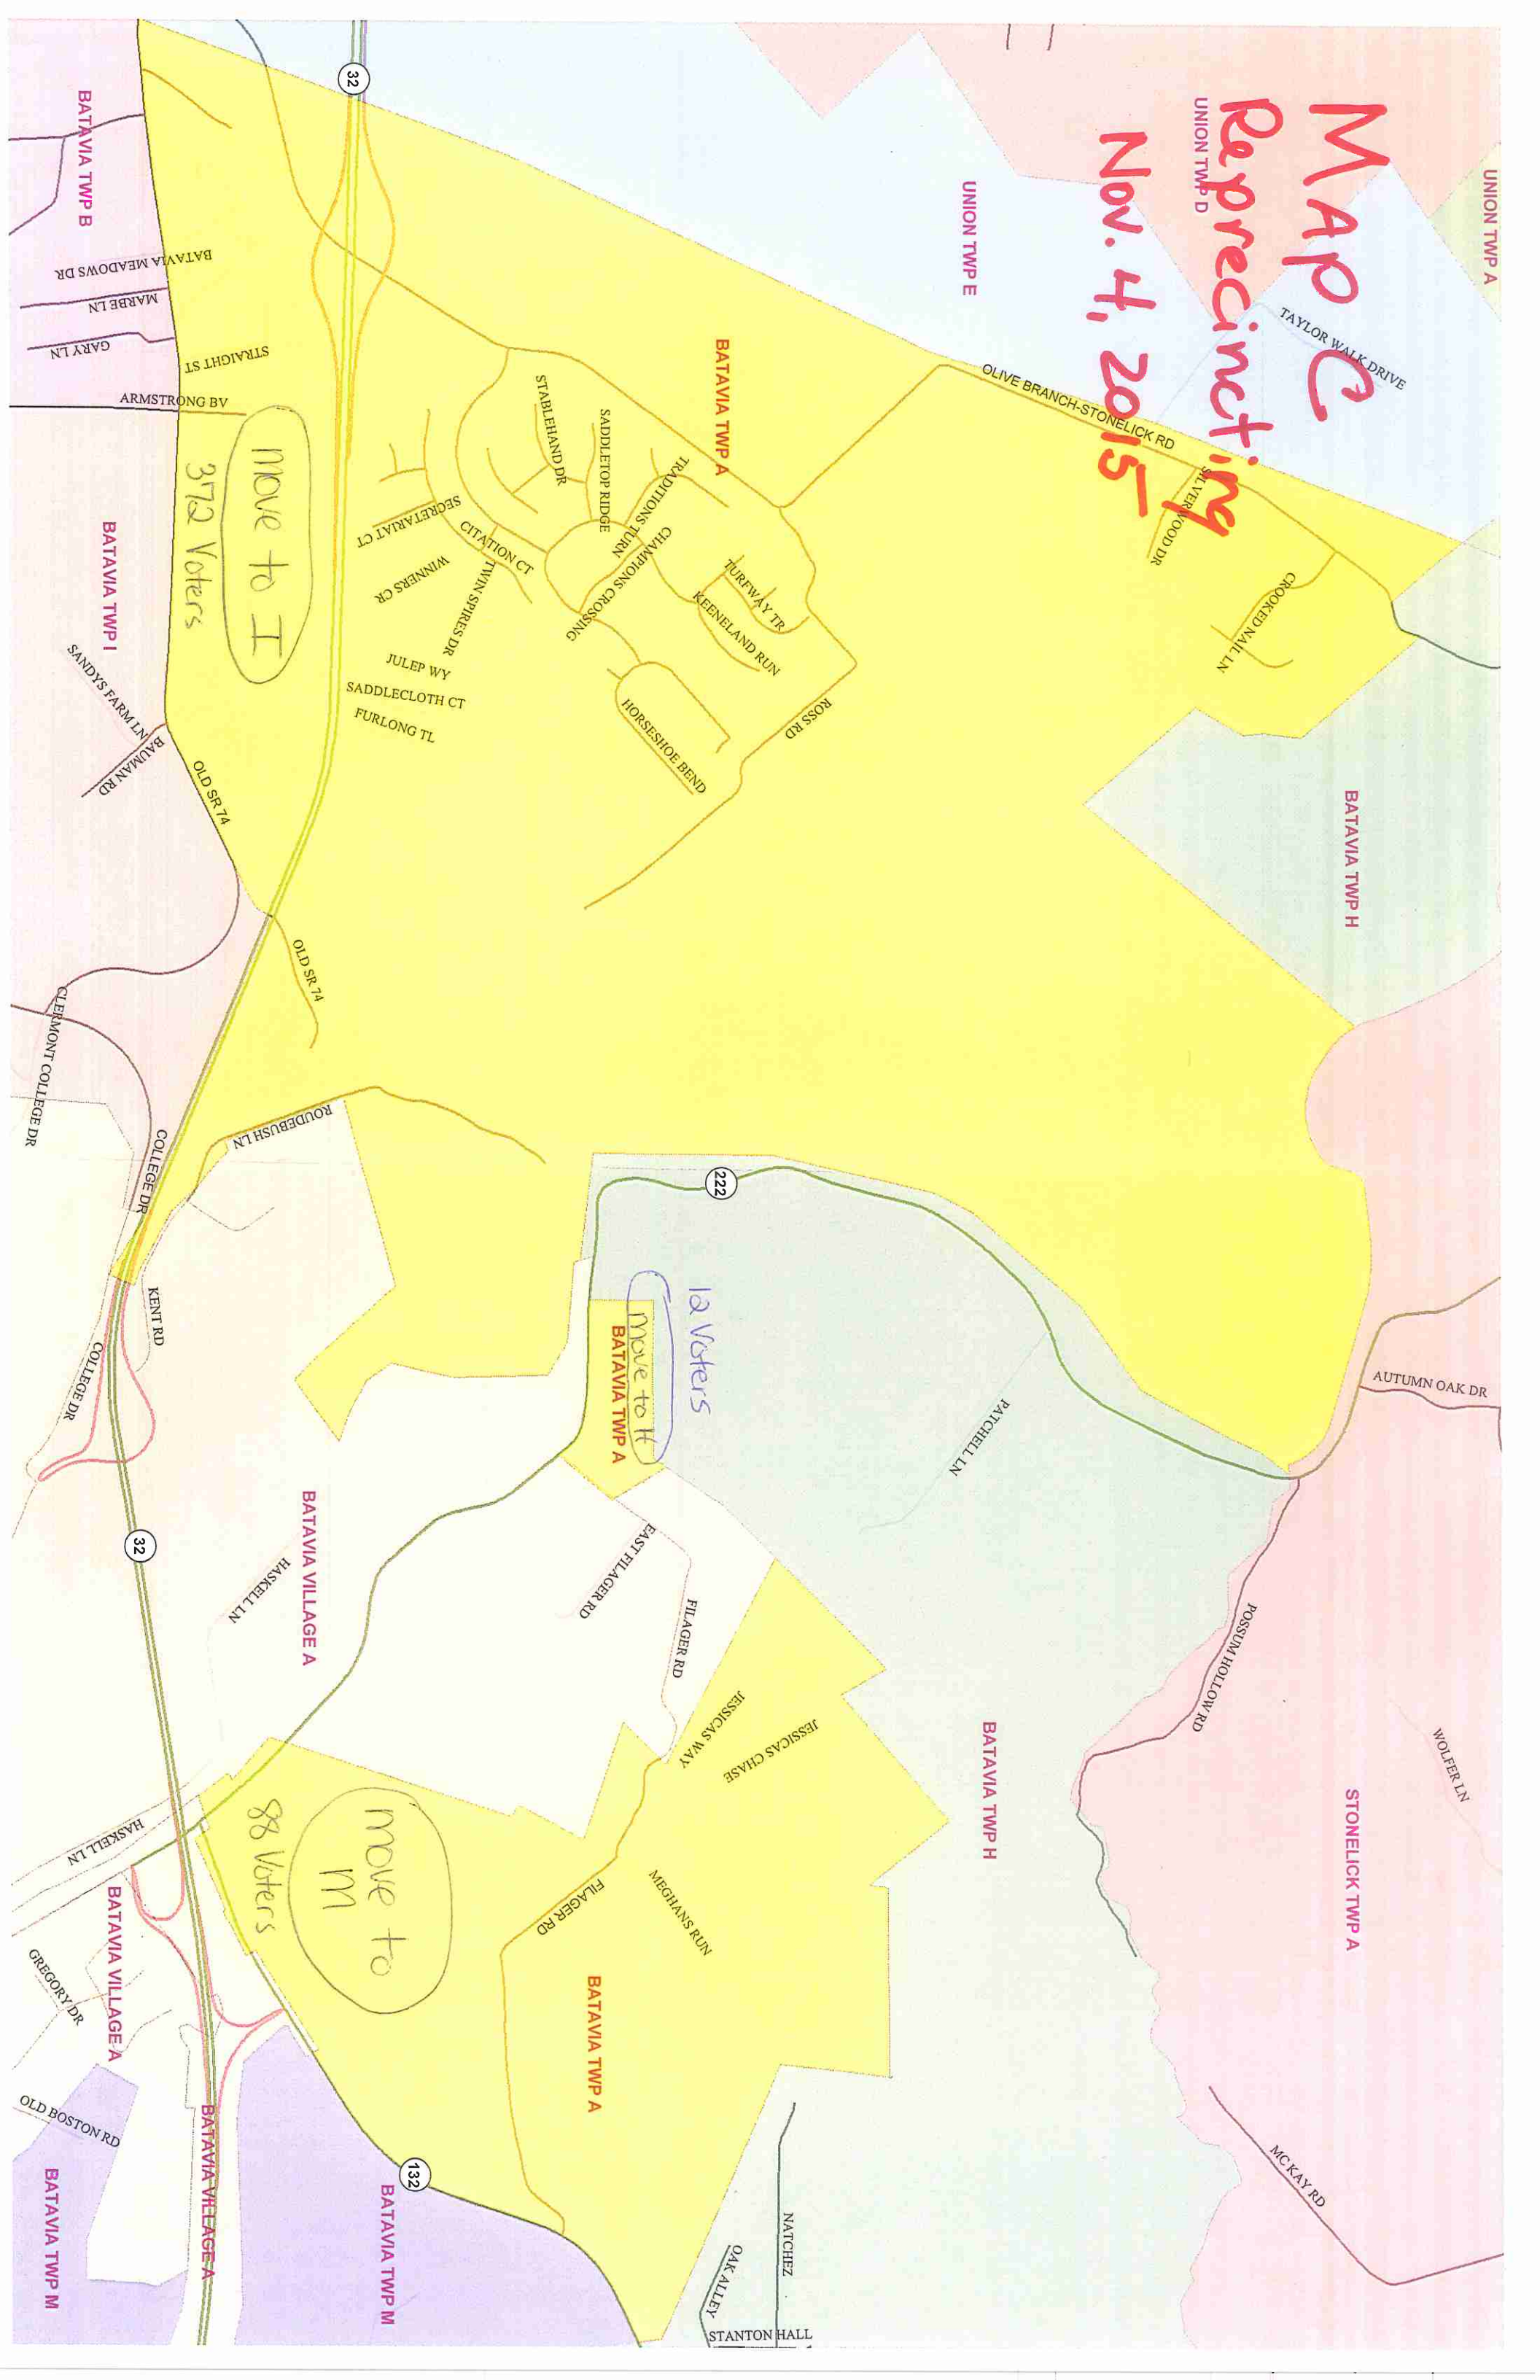 MAP C
Reprecincting
Nov. 4, 2015
UNION TWP A
UNION TWP D
UNION TWP E
TAYLOR WALK DRIVE
OLIVE BRANCH-STONELICK RD
SILVERWOOD DR
CROOKED NAIL LN
BATAVIA TWP H
AUTUMN OAK DR
STONELICK TWP A
WOLFER LN
POSSUM HOLLOW RD
MC KAY RD
BATAVIA TWP H
PATCHELL LN
222
BATAVIA TWP A
TRADITIONS TURN
SADDLETOP RIDGE
STABLEHAND DR
CHAMPIONS CROSSING
TURFWAY TR
KEENELAND RUN
HORSESHOE BEND
ROSS RD
SECRETARIAT CT
CITATION CT
WINNERS CR
TWIN SPIRES DR
JULEP WY
SADDLECLOTH CT
FURLONG TL
12 Voters
move to H
BATAVIA TWP A
EAST FILAGER RD
FILAGER RD
JESSICAS WAY
JESSICAS CHASE
MEGHANS RUN
FILAGER RD
BATAVIA TWP A
NATCHEZ
OAK ALLEY
STANTON HALL
32
BATAVIA TWP B
BATAVIA MEADOWS DR
MARBE LN
GARY LN
STRAIGHT ST
ARMSTRONG BV
move to I
372 Voters
BATAVIA TWP I
SANDYS FARM LN
BAUMAN RD
OLD SR 74
OLD SR 74
CLERMONT COLLEGE DR
COLLEGE DR
ROUDEBUSH LN
KENT RD
COLLEGE DR
32
BATAVIA VILLAGE A
HASKELL LN
HASKELL LN
move to
M
88 Voters
BATAVIA VILLAGE A
GREGORY DR
OLD BOSTON RD
BATAVIA VILLAGE A
132
BATAVIA TWP M
BATAVIA TWP M